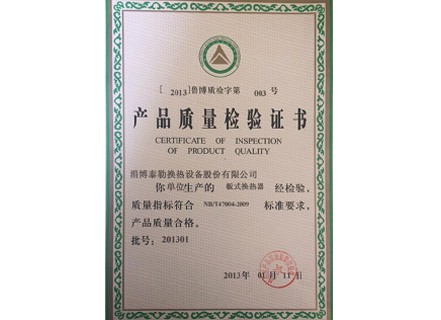 [2013]鲁博质验字第 003 号
产品质量检验证书
CERTIFICATE OF INSPECTION
OF PRODUCT QUALITY
淄博泰勒换热设备股份有限公司
你单位生产的 板式换热器 经检验，
质量指标符合 NB/T47004-2009 标准要求，
产品质量合格。
批号：201301
2013年 01月 11日